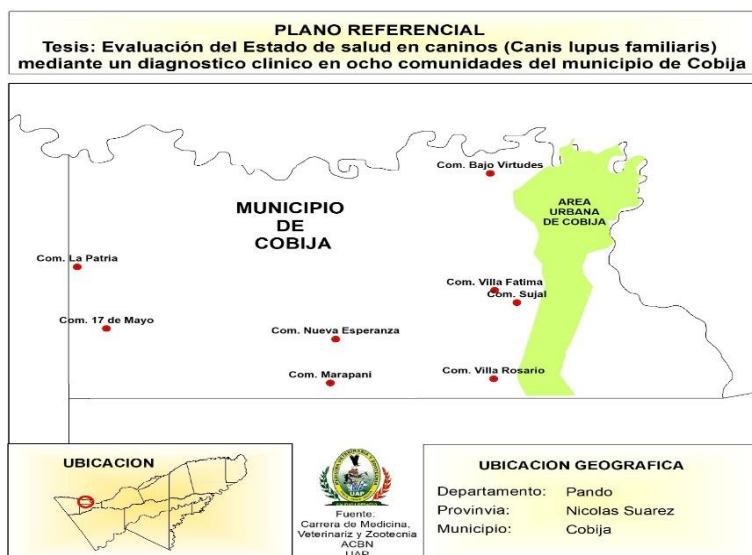 PLANO REFERENCIAL
Tesis: Evaluación del Estado de salud en caninos (Canis lupus familiaris)
mediante un diagnostico clinico en ocho comunidades del municipio de Cobija
Com. Bajo Virtudes
MUNICIPIO
DE
COBIJA
AREA
URBANA
DE COBIJA
Com. La Patria
Com. Villa Fatima
Com. Sujal
Com. 17 de Mayo
Com. Nueva Esperanza
Com. Marapani
Com. Villa Rosario
UBICACION
UAP
Fuente:
Carrera de Medicina,
Veterinariz y Zootecnia
ACBN
UAP
UBICACION GEOGRAFICA
Departamento: Pando
Provinvia: Nicolas Suarez
Municipio: Cobija